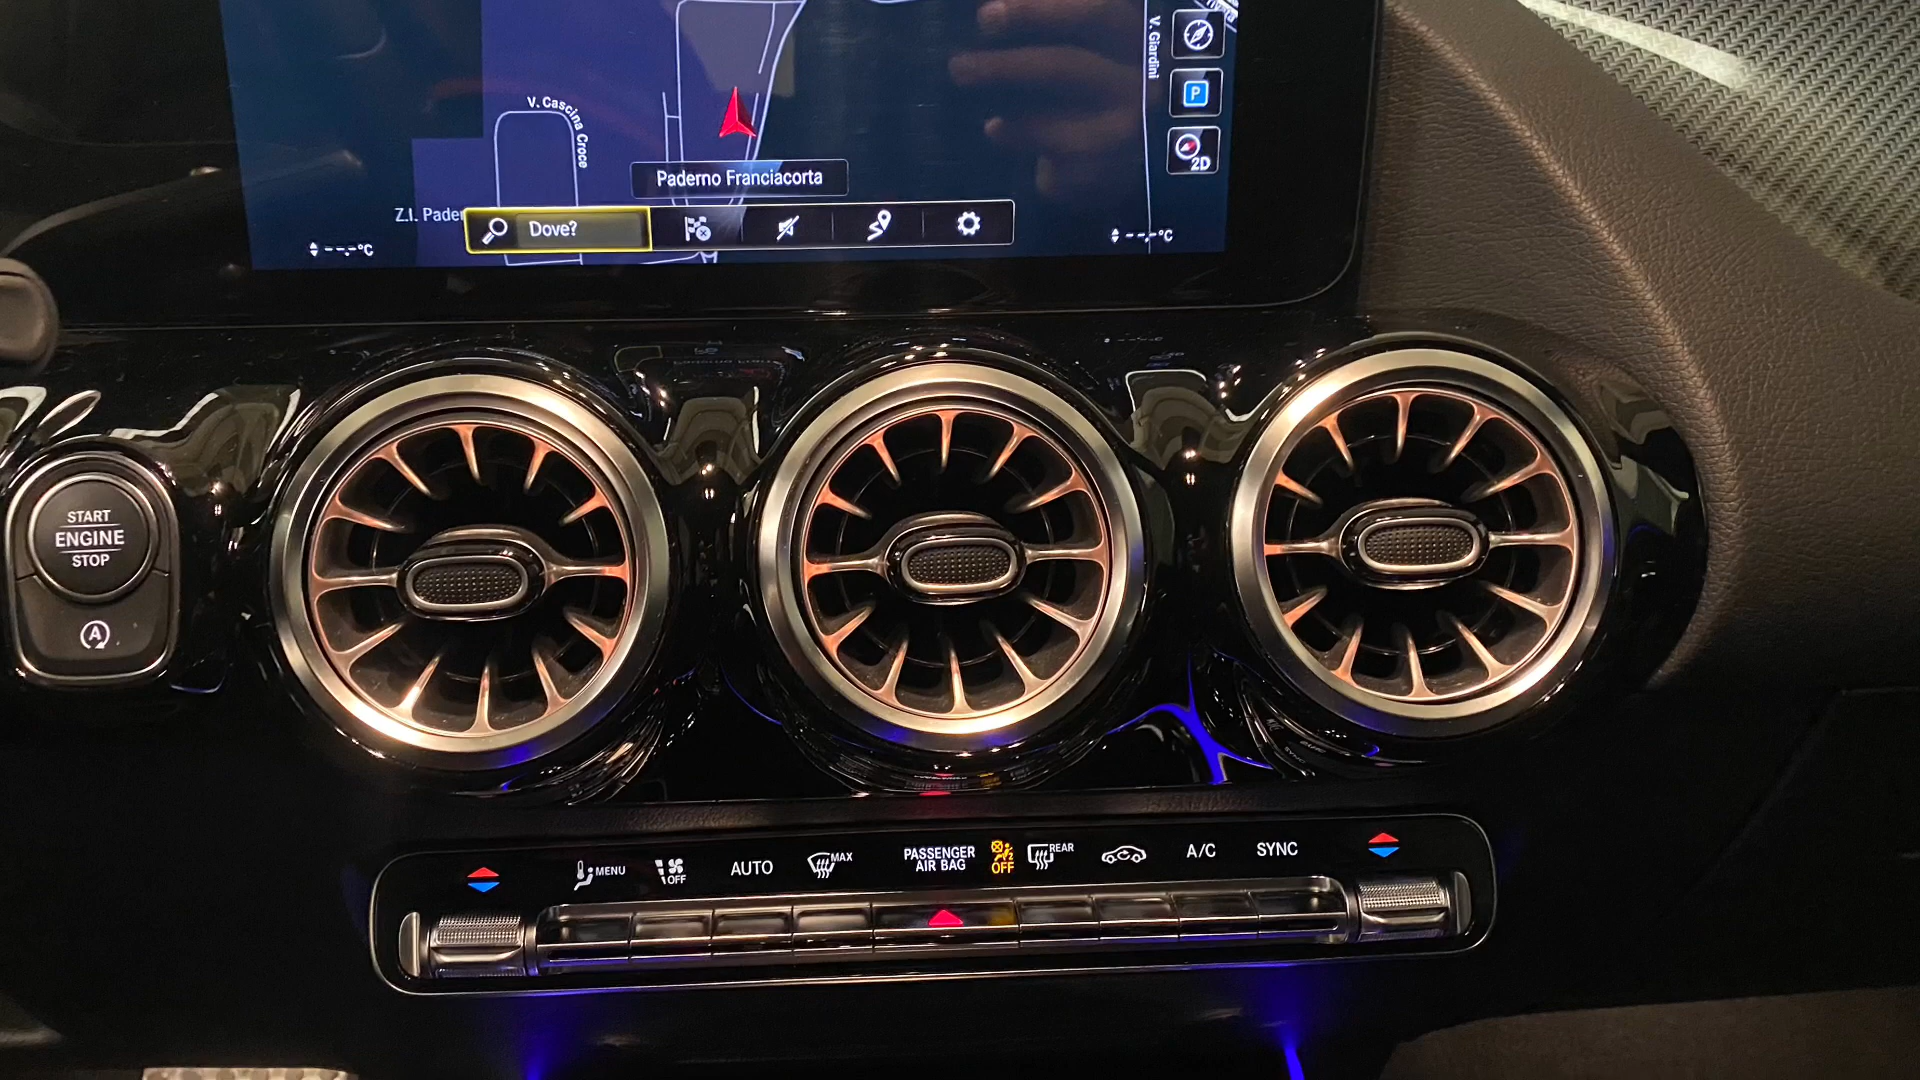 V. Giardini
P
2D
V. Cascina Croce
Paderno Franciacorta
Z.I. Pader
Dove?
--,-°C
--,-°C
START
ENGINE
STOP
A
MENU
OFF
AUTO
MAX
PASSENGER
AIR BAG
2
OFF
REAR
A/C
SYNC